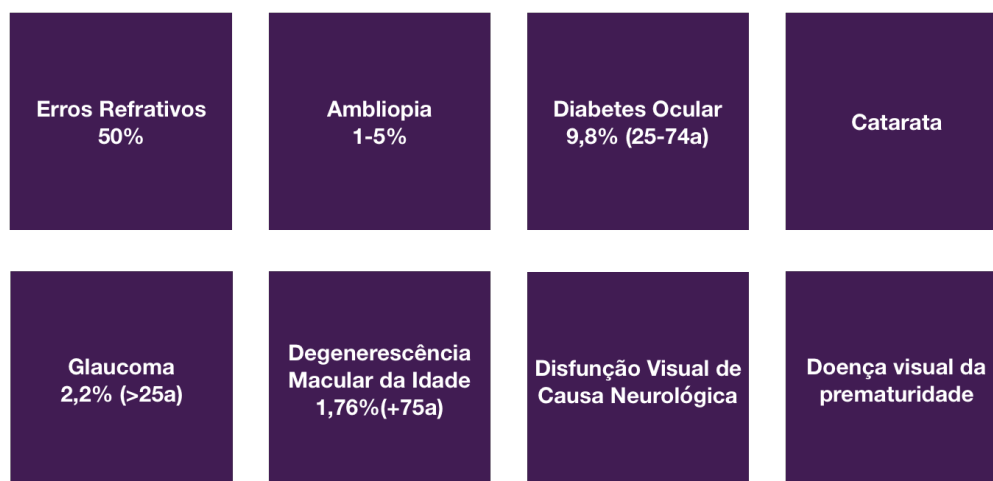 Erros Refrativos
50%
Ambliopia
1-5%
Diabetes Ocular
9,8% (25-74a)
Catarata
Glaucoma
2,2% (>25a)
Degenerescência
Macular da Idade
1,76%(+75a)
Disfunção Visual de
Causa Neurológica
Doença visual da
prematuridade